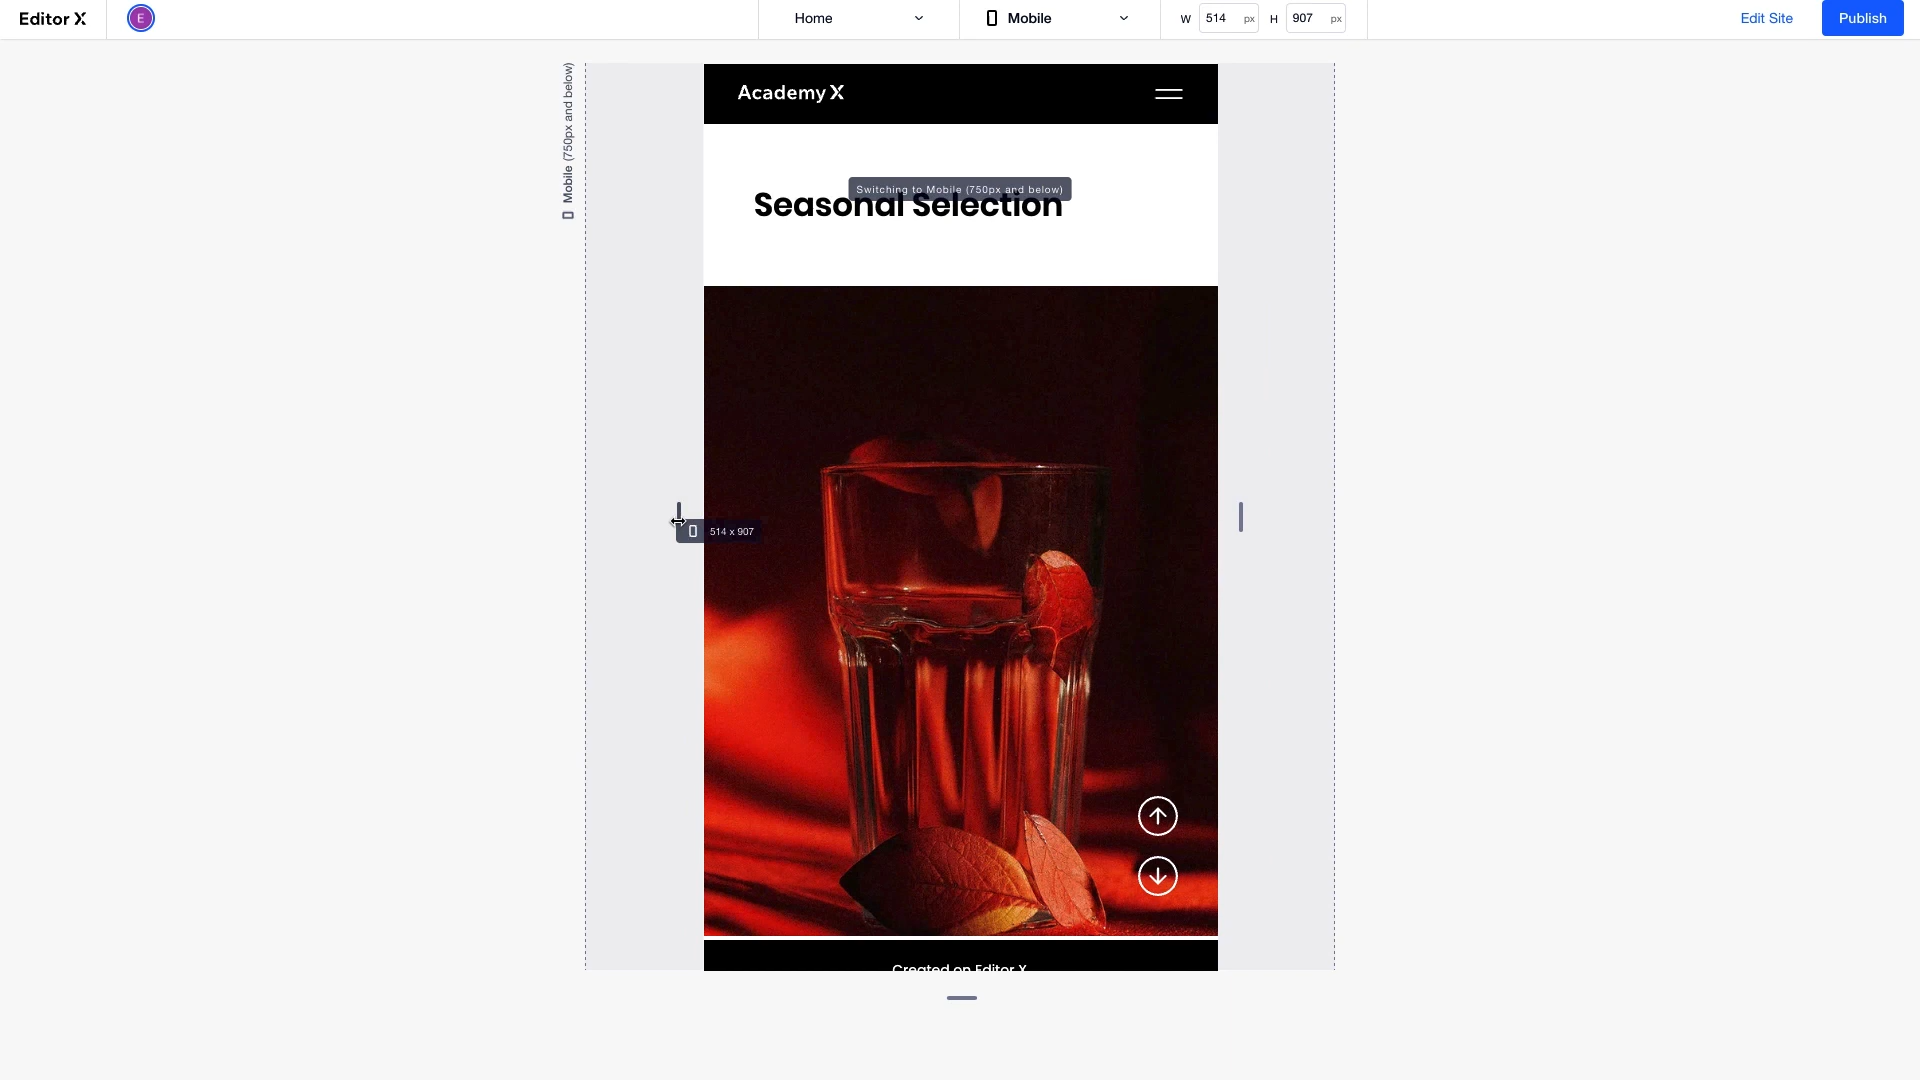 Editor X
E
Home
Mobile
W 514 px H 907 px
Edit Site
Publish
Mobile (750px and below)
Academy X
Switching to Mobile (750px and below)
Seasonal Selection
514 x 907
Created on Editor X